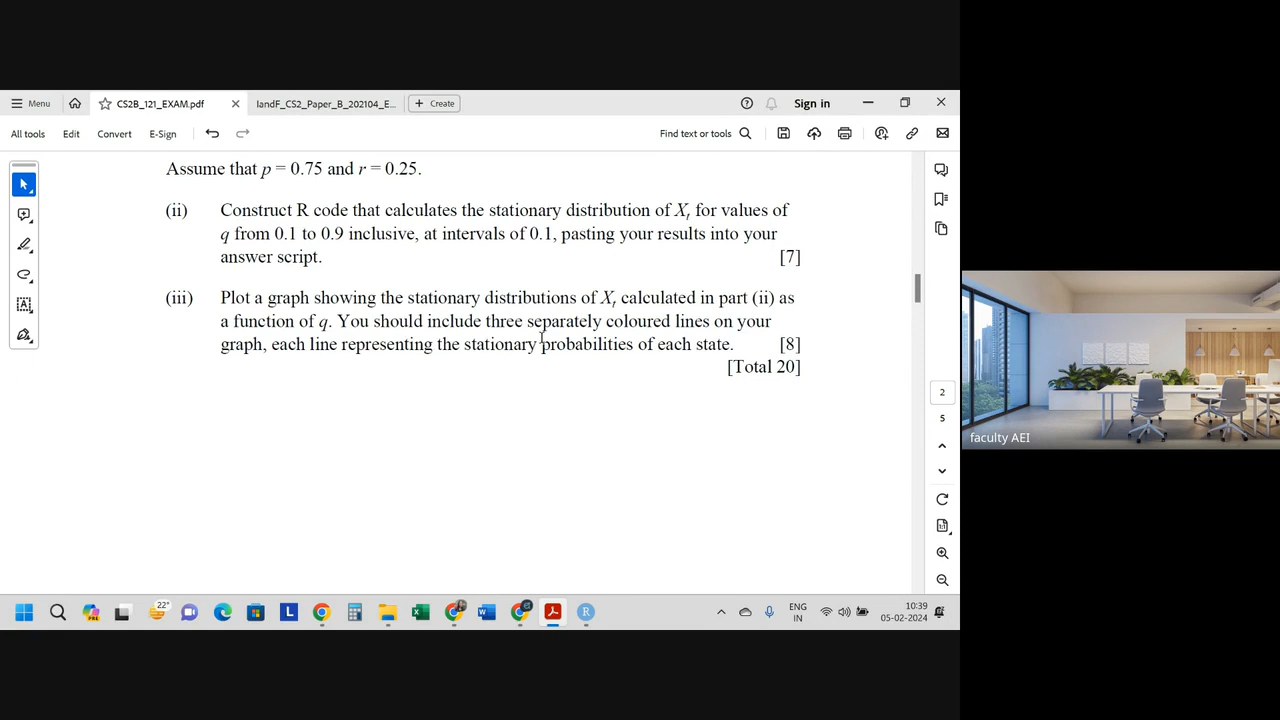 Menu
CS2B_121_EXAM.pdf
IandF_CS2_Paper_B_202104_E...
Create
Sign in
All tools
Edit
Convert
E-Sign
Find text or tools
Assume that p = 0.75 and r = 0.25.
(ii) Construct R code that calculates the stationary distribution of Xt for values of
q from 0.1 to 0.9 inclusive, at intervals of 0.1, pasting your results into your
answer script. [7]
(iii) Plot a graph showing the stationary distributions of Xt calculated in part (ii) as
a function of q. You should include three separately coloured lines on your
graph, each line representing the stationary probabilities of each state. [8]
[Total 20]
2
5
faculty AEI
22°
PRE
L
X
W
R
ENG
IN
10:39
05-02-2024